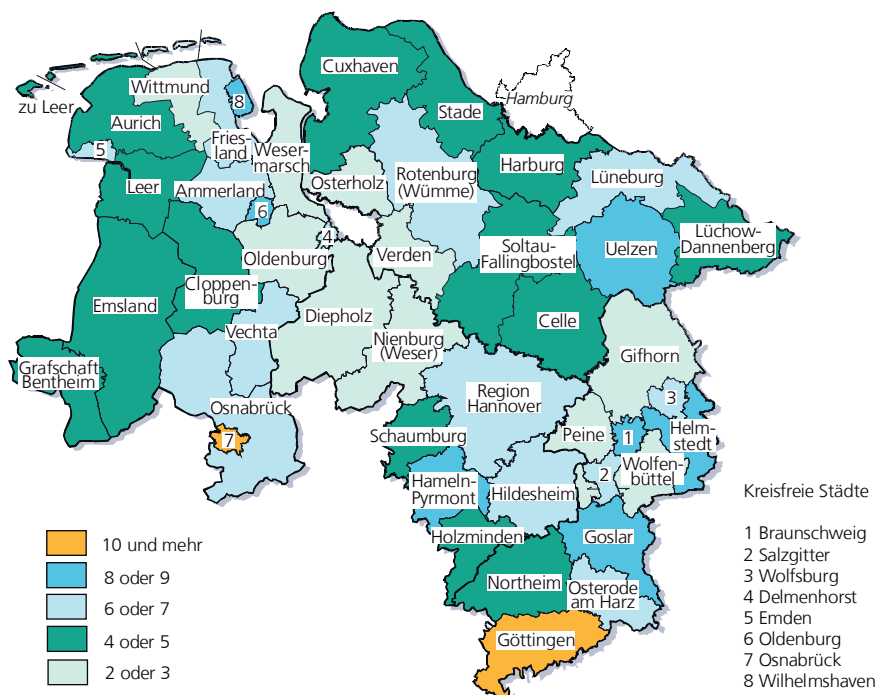 Cuxhaven
Wittmund
Hamburg
8
zu Leer
Aurich
Stade
Fries-
land
Weser-
marsch
5
Harburg
Rotenburg
(Wümme)
Lüneburg
Leer
Ammerland
Osterholz
6
4
Lüchow-
Dannenberg
Oldenburg
Verden
Soltau-
Fallingbostel
Uelzen
Cloppen-
burg
Emsland
Diepholz
Celle
Vechta
Nienburg
(Weser)
Gifhorn
Grafschaft
Bentheim
Region
Hannover
3
Osnabrück
Helm-
stedt
7
Schaumburg
Peine
1
Wolfen-
büttel
2
Hameln-
Pyrmont
Hildesheim
Holzminden
Goslar
Northeim
Osterode
am Harz
Göttingen
10 und mehr
8 oder 9
6 oder 7
4 oder 5
2 oder 3
Kreisfreie Städte
1 Braunschweig
2 Salzgitter
3 Wolfsburg
4 Delmenhorst
5 Emden
6 Oldenburg
7 Osnabrück
8 Wilhelmshaven